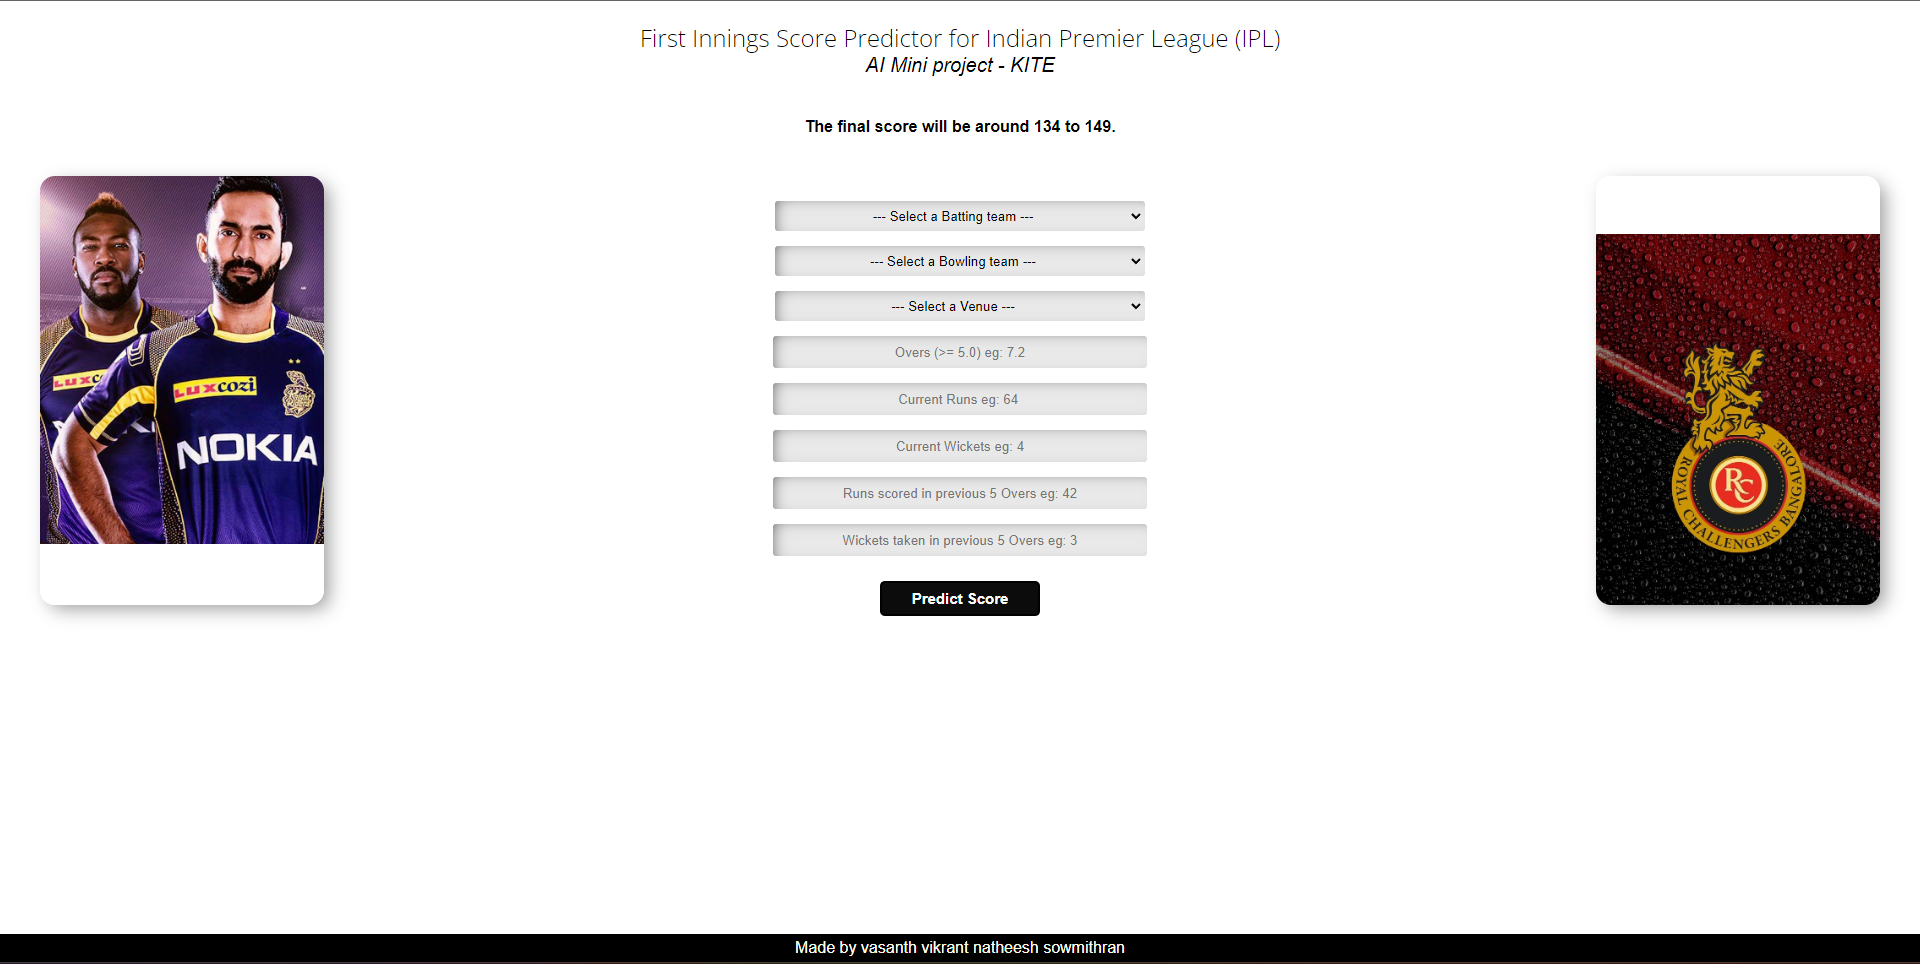 First Innings Score Predictor for Indian Premier League (IPL)
AI Mini project - KITE
The final score will be around 134 to 149.
LUXCOZI
NOKIA
--- Select a Batting team ---
--- Select a Bowling team ---
--- Select a Venue ---
Overs (>= 5.0) eg: 7.2
Current Runs eg: 64
Current Wickets eg: 4
Runs scored in previous 5 Overs eg: 42
Wickets taken in previous 5 Overs eg: 3
Predict Score
RC
ROYAL CHALLENGERS BANGALORE
Made by vasanth vikrant natheesh sowmithran